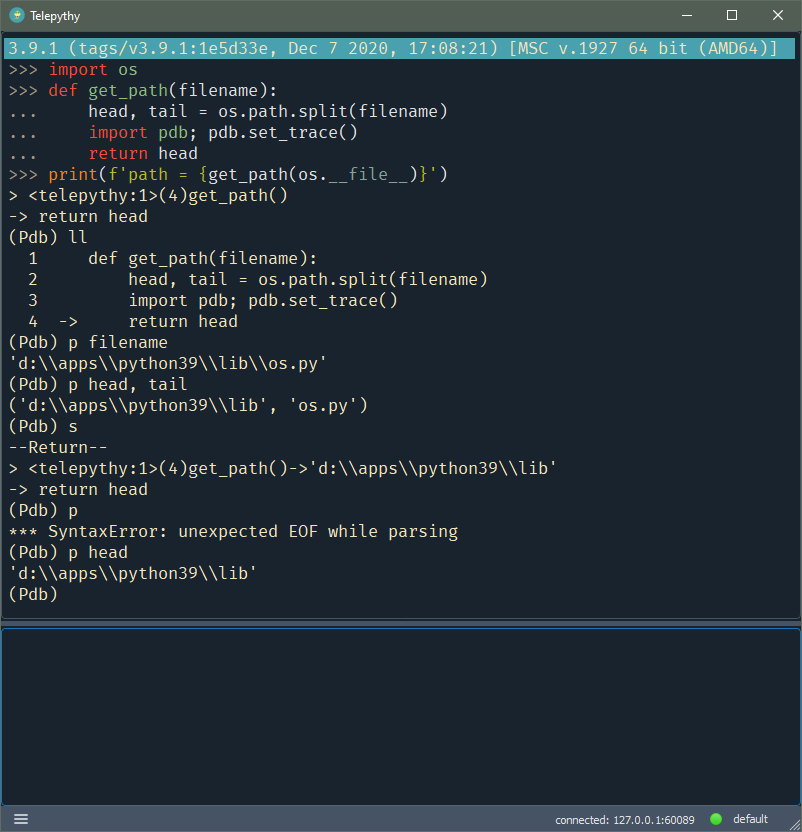 Telepythy
3.9.1 (tags/v3.9.1:1e5d33e, Dec 7 2020, 17:08:21) [MSC v.1927 64 bit (AMD64)]
>>> import os
>>> def get_path(filename):
...     head, tail = os.path.split(filename)
...     import pdb; pdb.set_trace()
...     return head
>>> print(f'path = {get_path(os.__file__)}')
> <telepythy:1>(4)get_path()
-> return head
(Pdb) ll
  1     def get_path(filename):
  2         head, tail = os.path.split(filename)
  3         import pdb; pdb.set_trace()
  4  ->     return head
(Pdb) p filename
'd:\\apps\\python39\\lib\\os.py'
(Pdb) p head, tail
('d:\\apps\\python39\\lib', 'os.py')
(Pdb) s
--Return--
> <telepythy:1>(4)get_path()->'d:\\apps\\python39\\lib'
-> return head
(Pdb) p
*** SyntaxError: unexpected EOF while parsing
(Pdb) p head
'd:\\apps\\python39\\lib'
(Pdb)
connected: 127.0.0.1:60089 default